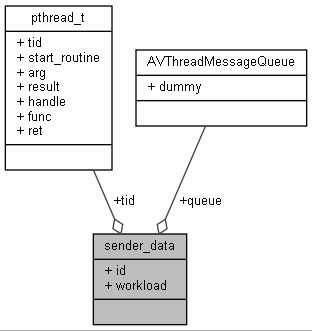 pthread_t
+ tid
+ start_routine
+ arg
+ result
+ handle
+ func
+ ret
AVThreadMessageQueue
+ dummy
+tid
+queue
sender_data
+ id
+ workload